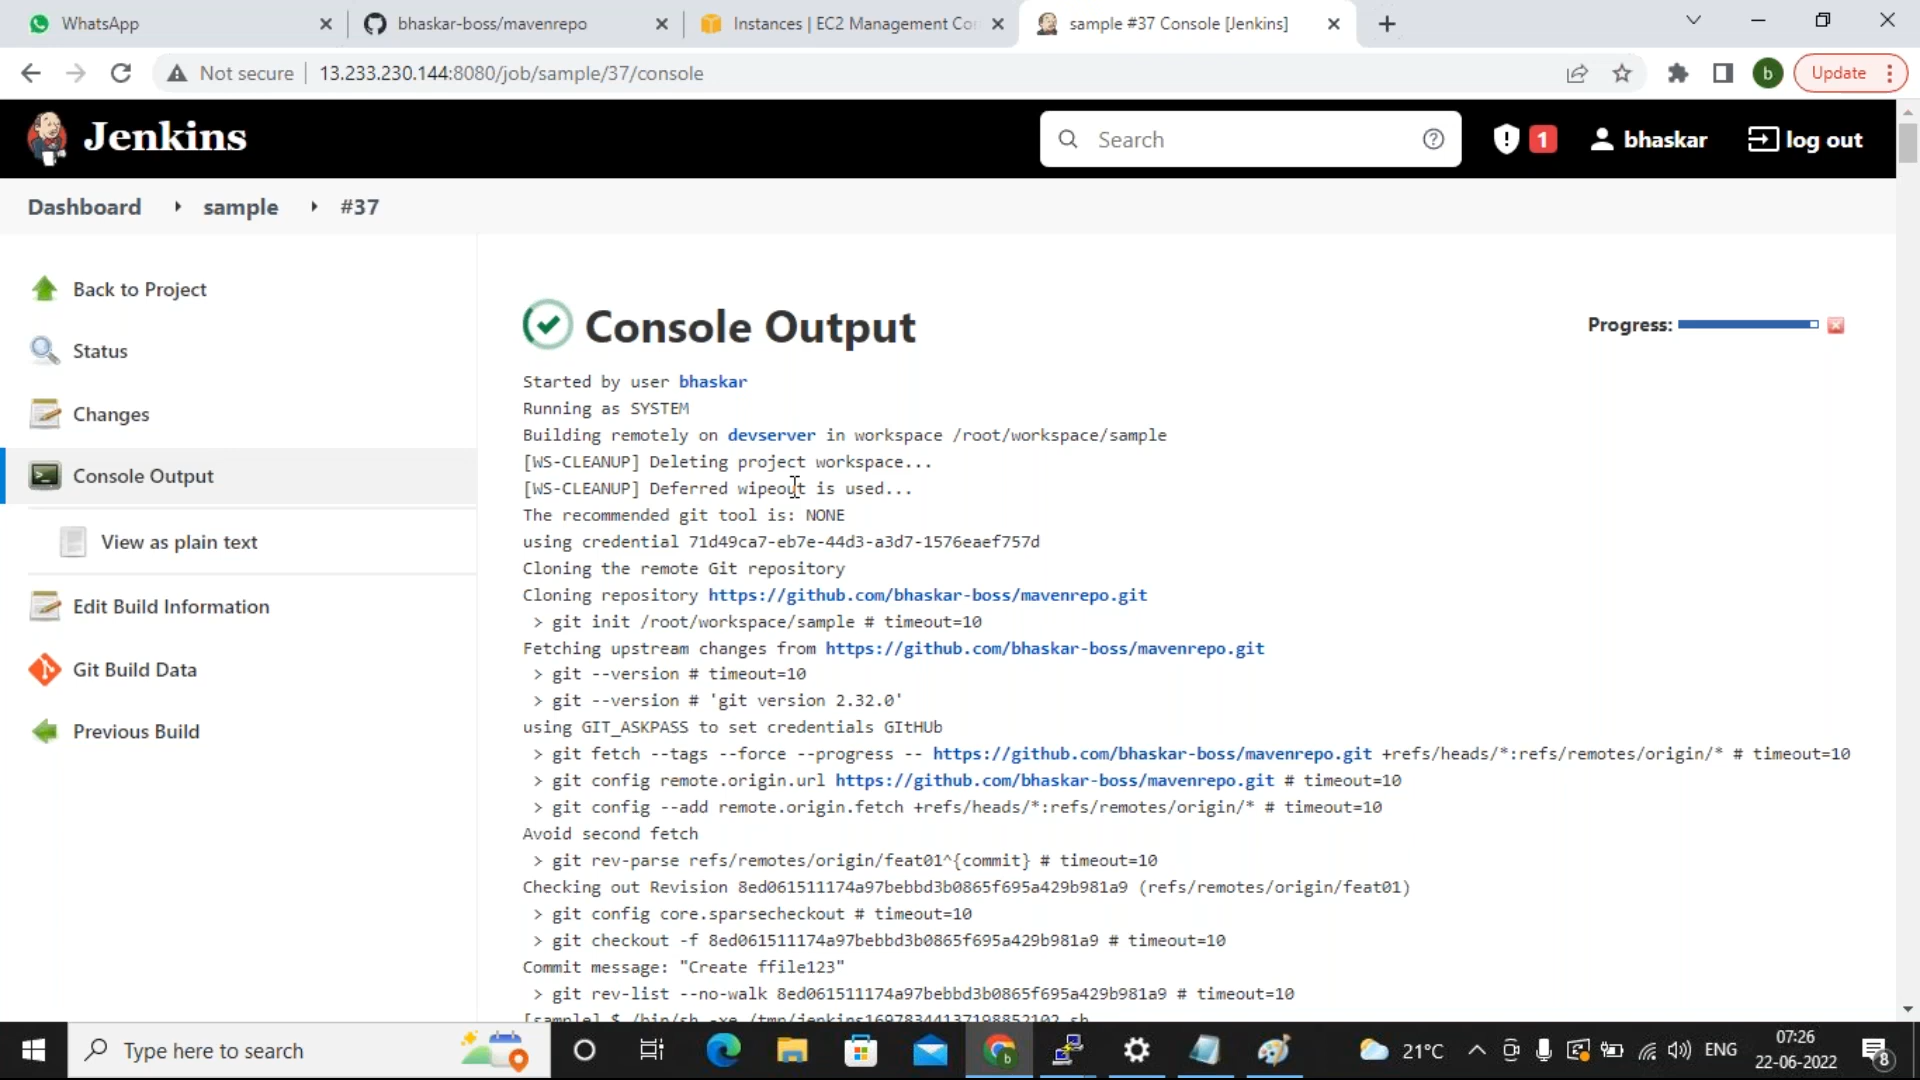 WhatsApp
bhaskar-boss/mavenrepo
Instances | EC2 Management Co
sample #37 Console [Jenkins]
Not secure
13.233.230.144:8080/job/sample/37/console
b
Update
Jenkins
Search
1
bhaskar
log out
Dashboard
sample
#37
Back to Project
Status
Changes
Console Output
View as plain text
Edit Build Information
Git Build Data
Previous Build
Console Output
Progress:
Started by user bhaskar
Running as SYSTEM
Building remotely on devserver in workspace /root/workspace/sample
[WS-CLEANUP] Deleting project workspace...
[WS-CLEANUP] Deferred wipeout is used...
The recommended git tool is: NONE
using credential 71d49ca7-eb7e-44d3-a3d7-1576eaef757d
Cloning the remote Git repository
Cloning repository https://github.com/bhaskar-boss/mavenrepo.git
> git init /root/workspace/sample # timeout=10
Fetching upstream changes from https://github.com/bhaskar-boss/mavenrepo.git
> git --version # timeout=10
> git --version # 'git version 2.32.0'
using GIT_ASKPASS to set credentials GItHUb
> git fetch --tags --force --progress -- https://github.com/bhaskar-boss/mavenrepo.git +refs/heads/*:refs/remotes/origin/* # timeout=10
> git config remote.origin.url https://github.com/bhaskar-boss/mavenrepo.git # timeout=10
> git config --add remote.origin.fetch +refs/heads/*:refs/remotes/origin/* # timeout=10
Avoid second fetch
> git rev-parse refs/remotes/origin/feat01^{commit} # timeout=10
Checking out Revision 8ed061511174a97bebbd3b0865f695a429b981a9 (refs/remotes/origin/feat01)
> git config core.sparsecheckout # timeout=10
> git checkout -f 8ed061511174a97bebbd3b0865f695a429b981a9 # timeout=10
Commit message: "Create ffile123"
> git rev-list --no-walk 8ed061511174a97bebbd3b0865f695a429b981a9 # timeout=10
[sample] $ /bin/sh -xe
Type here to search
21°C
ENG
07:26
22-06-2022
8